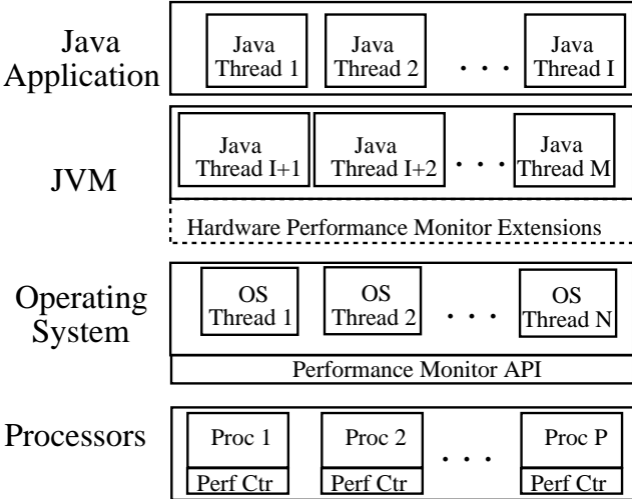 Java
Application
Java
Thread 1
Java
Thread 2
. . .
Java
Thread I
JVM
Java
Thread I+1
Java
Thread I+2
. . .
Java
Thread M
Hardware Performance Monitor Extensions
Operating
System
OS
Thread 1
OS
Thread 2
. . .
OS
Thread N
Performance Monitor API
Processors
Proc 1
Perf Ctr
Proc 2
Perf Ctr
. . .
Proc P
Perf Ctr